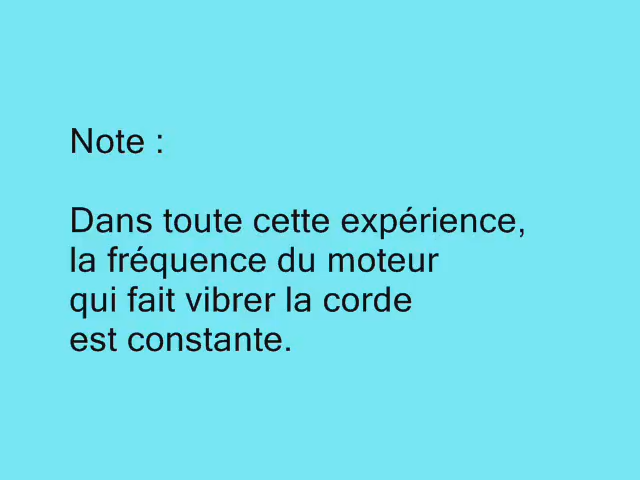 Note :
Dans toute cette expérience,
la fréquence du moteur
qui fait vibrer la corde
est constante.